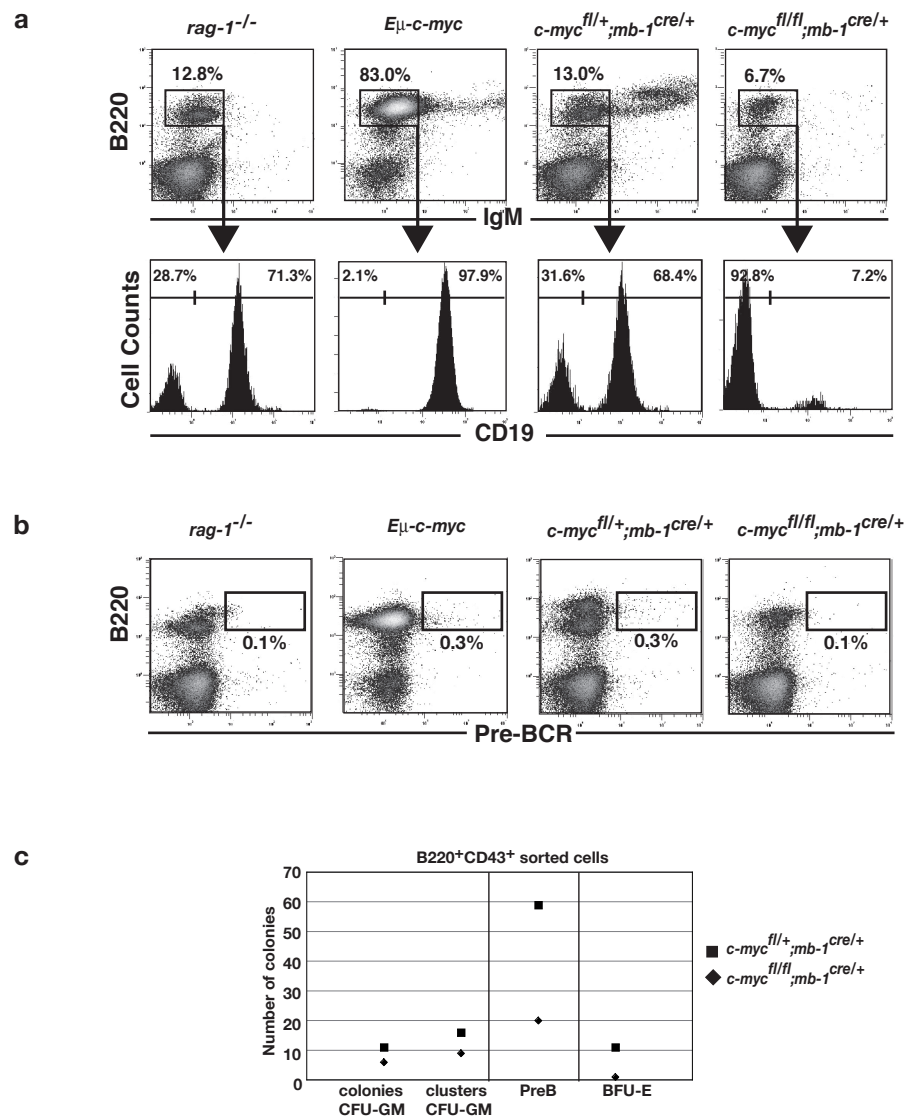 a
rag-1-/- Eμ-c-myc c-mycfl/+;mb-1cre/+ c-mycfl/fl;mb-1cre/+
12.8% 83.0% 13.0% 6.7%
B220
IgM
28.7% 71.3% 2.1% 97.9% 31.6% 68.4% 92.8% 7.2%
Cell Counts
CD19
b
rag-1-/- Eμ-c-myc c-mycfl/+;mb-1cre/+ c-mycfl/fl;mb-1cre/+
B220
0.1% 0.3% 0.3% 0.1%
Pre-BCR
c
B220+CD43+ sorted cells
Number of colonies
70
60
50
40
30
20
10
0
colonies CFU-GM
clusters CFU-GM
PreB
BFU-E
c-mycfl/+;mb-1cre/+
c-mycfl/fl;mb-1cre/+